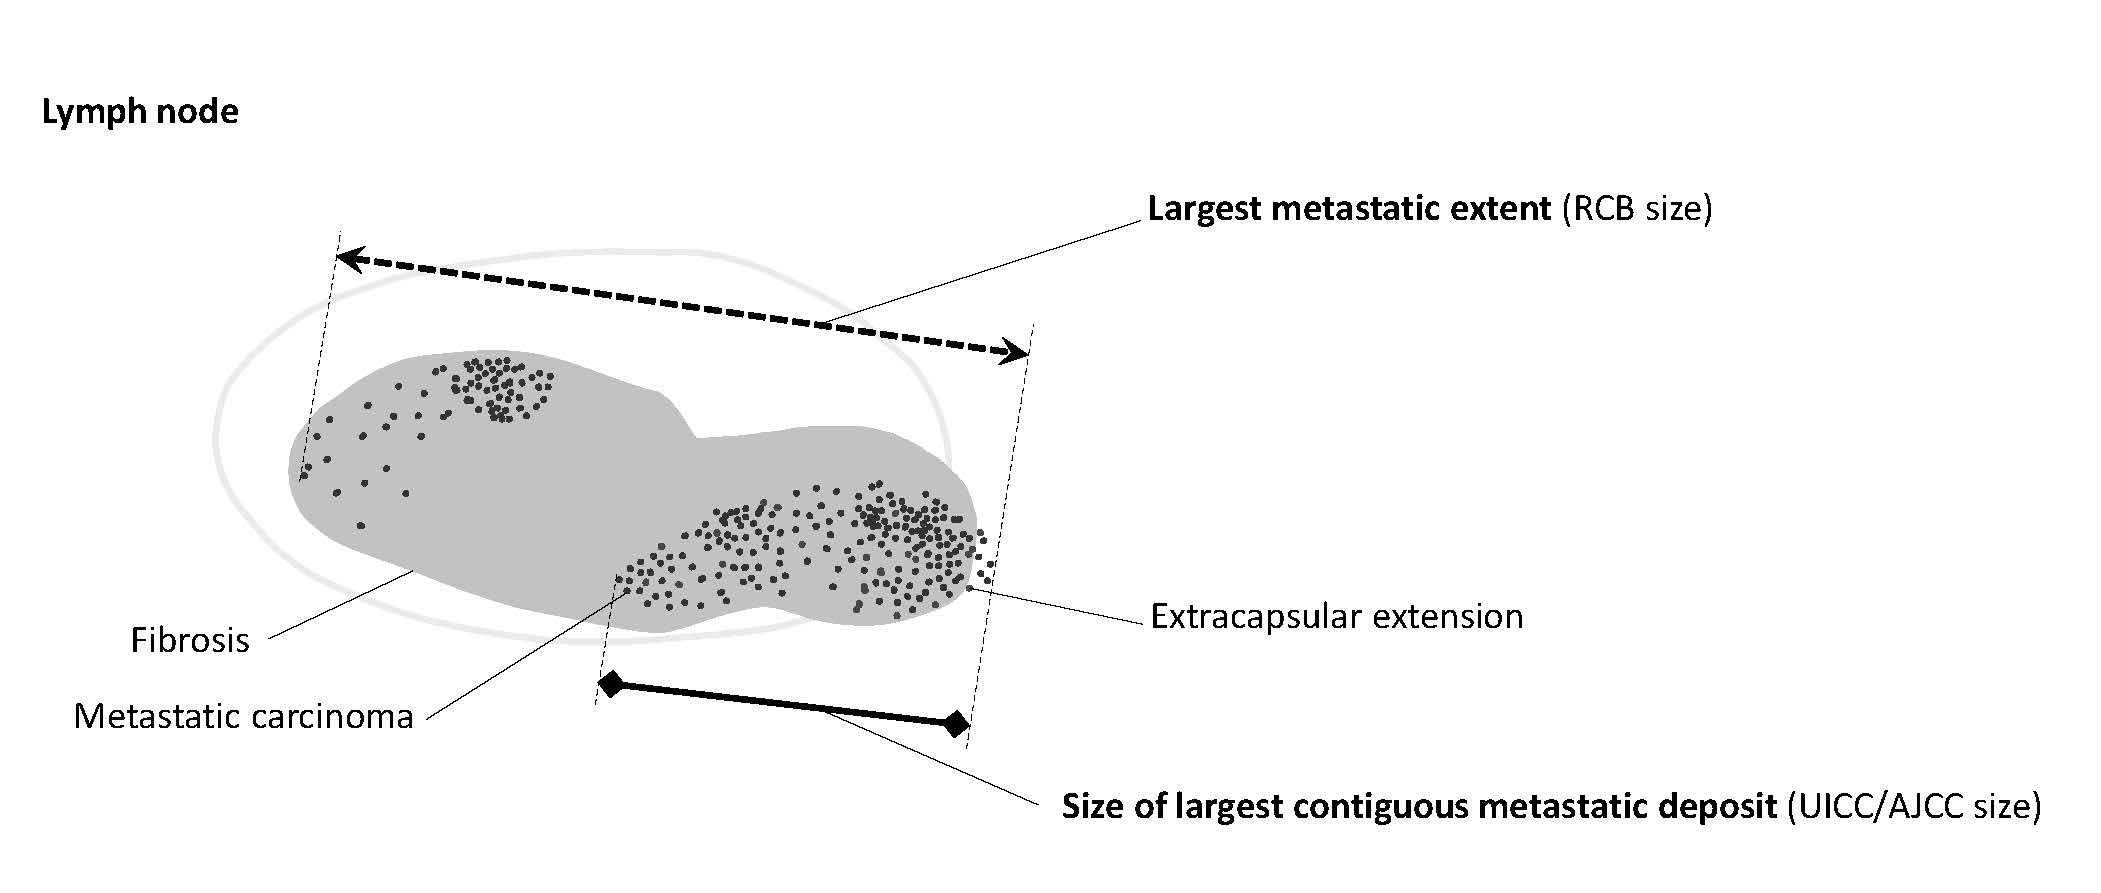 Lymph node
Largest metastatic extent (RCB size)
Extracapsular extension
Fibrosis
Metastatic carcinoma
Size of largest contiguous metastatic deposit (UICC/AJCC size)